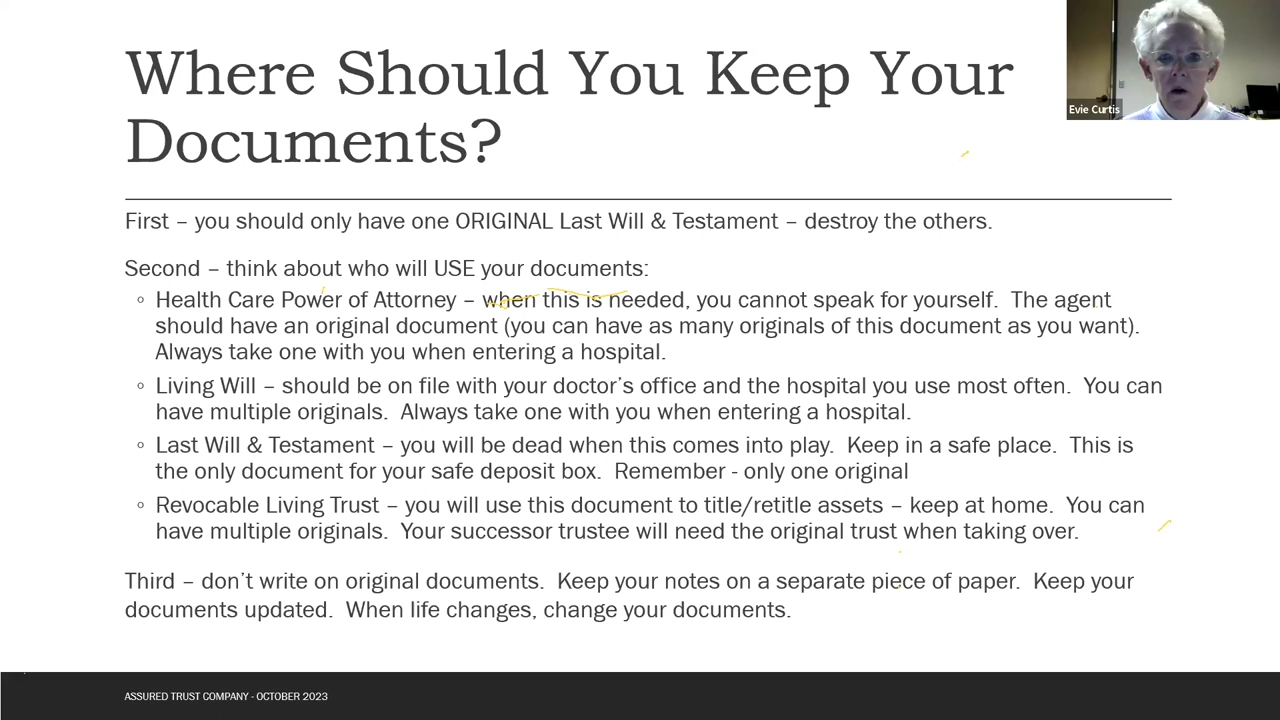 Where Should You Keep Your
Documents?
Evie Curtis
First – you should only have one ORIGINAL Last Will & Testament – destroy the others.
Second – think about who will USE your documents:
◦ Health Care Power of Attorney – when this is needed, you cannot speak for yourself. The agent
should have an original document (you can have as many originals of this document as you want).
Always take one with you when entering a hospital.
◦ Living Will – should be on file with your doctor’s office and the hospital you use most often. You can
have multiple originals. Always take one with you when entering a hospital.
◦ Last Will & Testament – you will be dead when this comes into play. Keep in a safe place. This is
the only document for your safe deposit box. Remember - only one original
◦ Revocable Living Trust – you will use this document to title/retitle assets – keep at home. You can
have multiple originals. Your successor trustee will need the original trust when taking over.
Third – don’t write on original documents. Keep your notes on a separate piece of paper. Keep your
documents updated. When life changes, change your documents.
ASSURED TRUST COMPANY - OCTOBER 2023